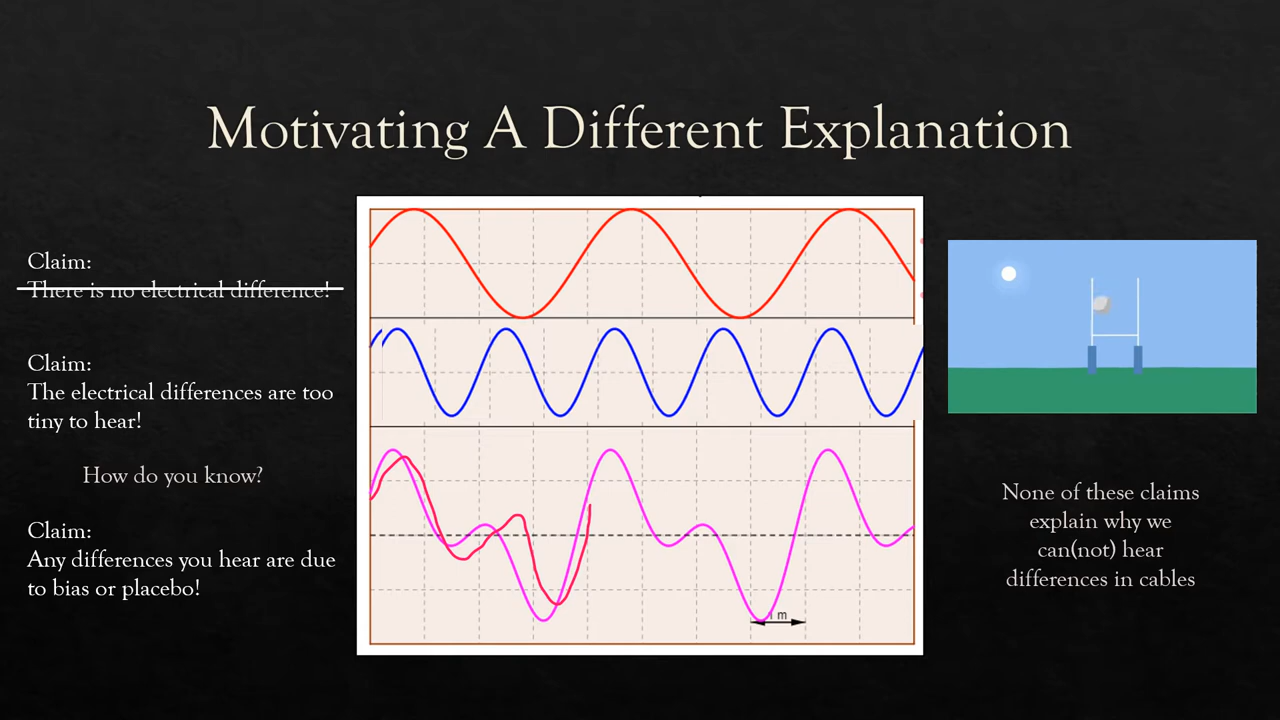 Motivating A Different Explanation
Claim:
There is no electrical difference!
Claim:
The electrical differences are too
tiny to hear!
How do you know?
Claim:
Any differences you hear are due
to bias or placebo!
m
None of these claims
explain why we
can(not) hear
differences in cables